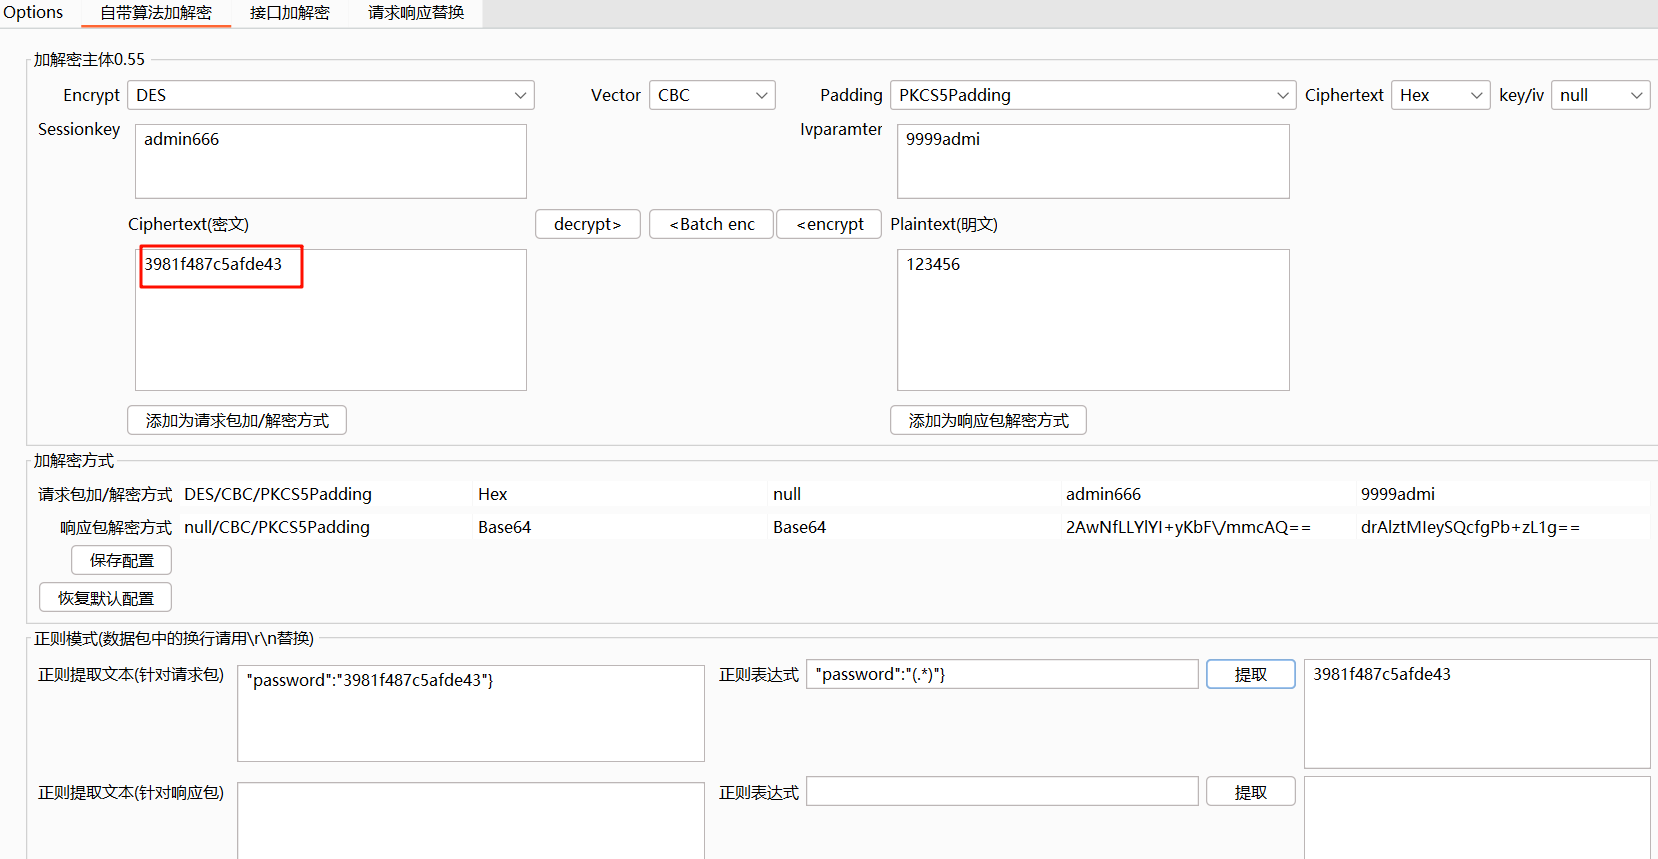 Options 自带算法加解密 接口加解密 请求响应替换
加解密主体0.55
Encrypt DES Vector CBC Padding PKCS5Padding Ciphertext Hex key/iv null
Sessionkey admin666 Ivparamter 9999admi
Ciphertext(密文) decrypt> <Batch enc <encrypt Plaintext(明文)
3981f487c5afde43 123456
添加为请求包加/解密方式 添加为响应包解密方式
加解密方式
请求包加/解密方式 DES/CBC/PKCS5Padding Hex null admin666 9999admi
响应包解密方式 null/CBC/PKCS5Padding Base64 Base64 2AwNfLLYlYI+yKbF\/mmcAQ== drAlztMIeySQcfgPb+zL1g==
保存配置
恢复默认配置
正则模式(数据包中的换行请用\r\n替换)
正则提取文本(针对请求包) "password":"3981f487c5afde43"} 正则表达式 "password":"(.*)"} 提取 3981f487c5afde43
正则提取文本(针对响应包) 正则表达式 提取